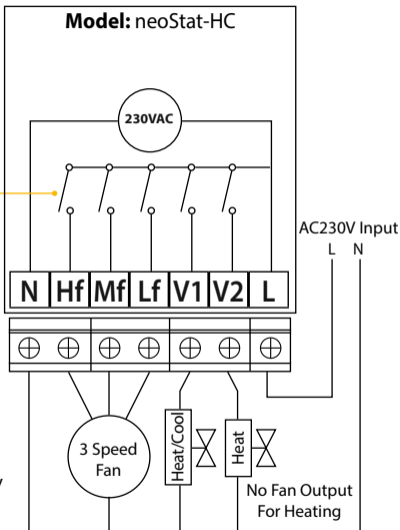 Model: neoStat-HC
230VAC
AC230V Input
L N
N Hf Mf Lf V1 V2 L
3 Speed
Fan
Heat/Cool
Heat
No Fan Output
For Heating